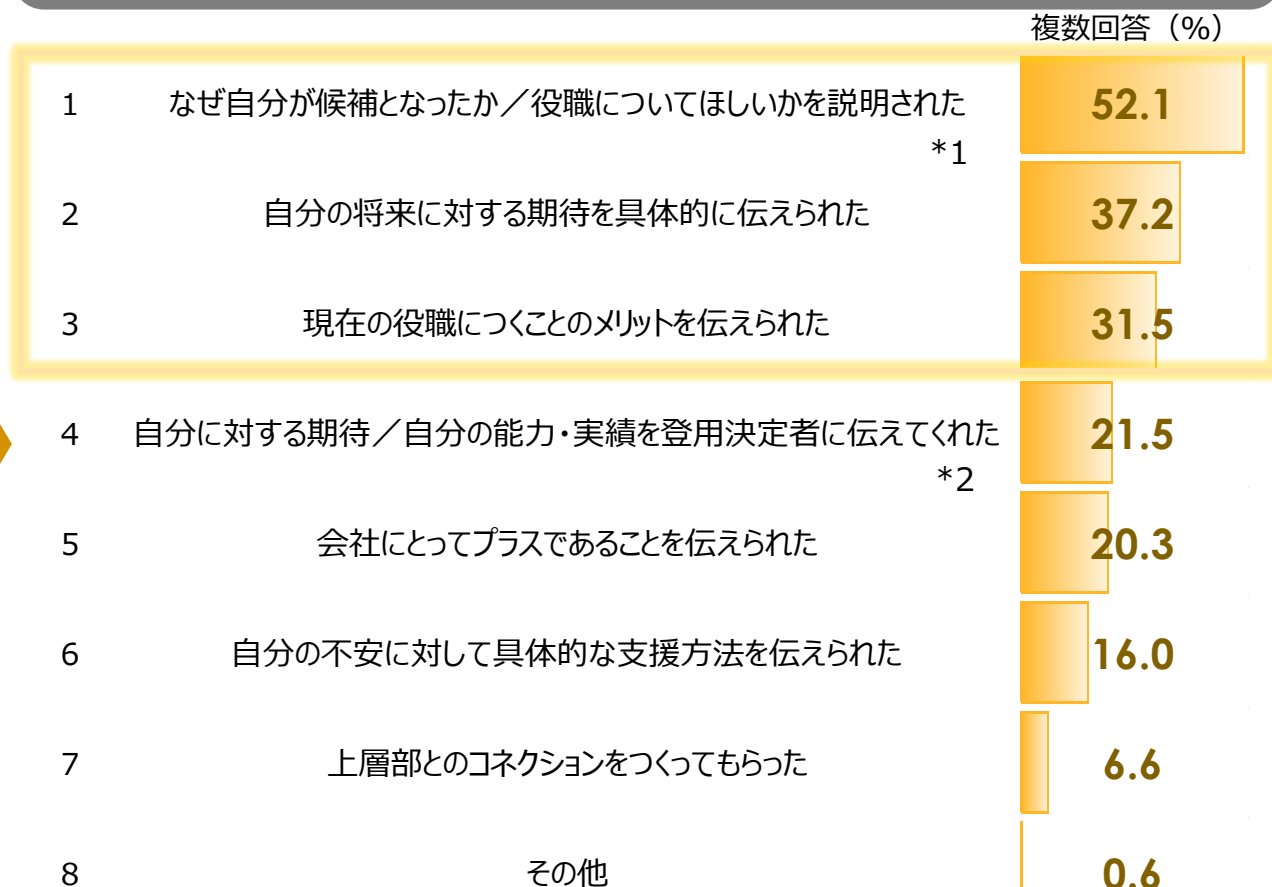 複数回答（%）
1 なぜ自分が候補となったか／役職についてほしいかを説明された 52.1
*1
2 自分の将来に対する期待を具体的に伝えられた 37.2
3 現在の役職につくことのメリットを伝えられた 31.5
4 自分に対する期待／自分の能力・実績を登用決定者に伝えてくれた 21.5
*2
5 会社にとってプラスであることを伝えられた 20.3
6 自分の不安に対して具体的な支援方法を伝えられた 16.0
7 上層部とのコネクションをつくってもらった 6.6
8 その他 0.6